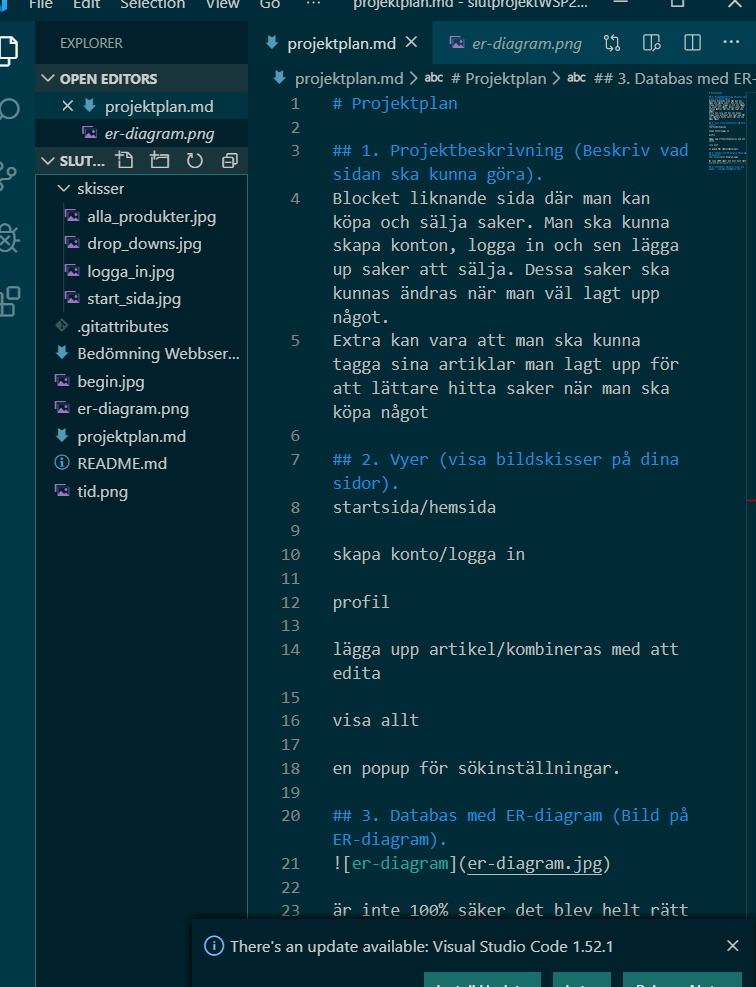 File Edit Selection View Go ··· projektplan.md - slutprojektWSP2...
EXPLORER
OPEN EDITORS
projektplan.md
er-diagram.png
SLUT...
skisser
alla_produkter.jpg
drop_downs.jpg
logga_in.jpg
start_sida.jpg
.gitattributes
Bedömning Webbser...
begin.jpg
er-diagram.png
projektplan.md
README.md
tid.png
projektplan.md er-diagram.png
projektplan.md > abc # Projektplan > abc ## 3. Databas med ER-
1 # Projektplan
2
3 ## 1. Projektbeskrivning (Beskriv vad
sidan ska kunna göra).
4 Blocket liknande sida där man kan
köpa och sälja saker. Man ska kunna
skapa konton, logga in och sen lägga
up saker att sälja. Dessa saker ska
kunnas ändras när man väl lagt upp
något.
5 Extra kan vara att man ska kunna
tagga sina artiklar man lagt upp för
att lättare hitta saker när man ska
köpa något
6
7 ## 2. Vyer (visa bildskisser på dina
sidor).
8 startsida/hemsida
9
10 skapa konto/logga in
11
12 profil
13
14 lägga upp artikel/kombineras med att
edita
15
16 visa allt
17
18 en popup för sökinställningar.
19
20 ## 3. Databas med ER-diagram (Bild på
ER-diagram).
21 ![er-diagram](er-diagram.jpg)
22
23 är inte 100% säker det blev helt rätt
There's an update available: Visual Studio Code 1.52.1